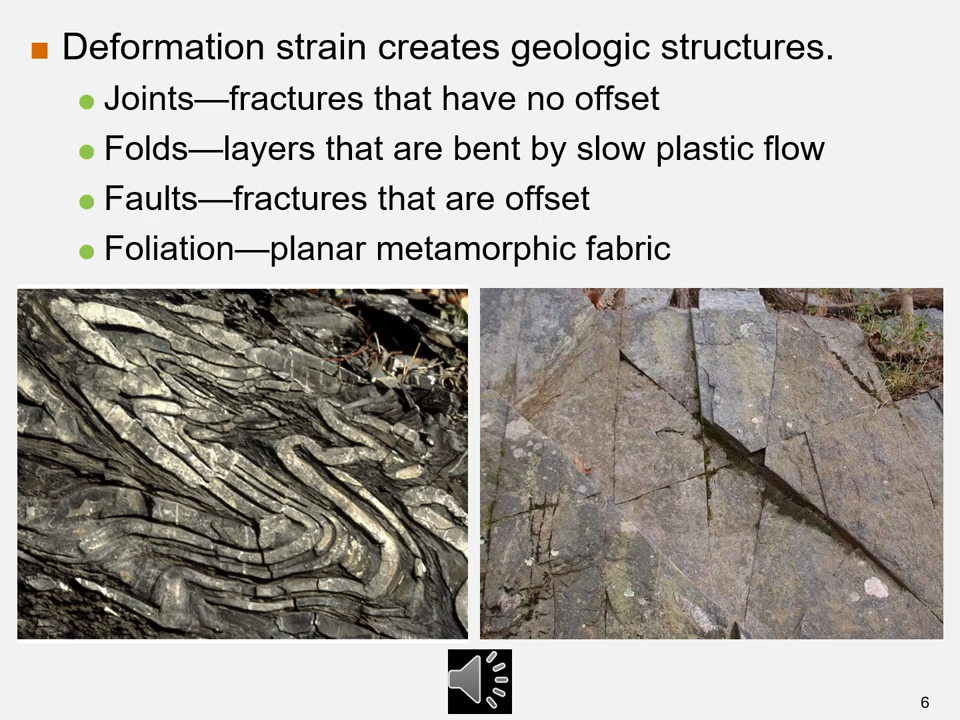 Deformation strain creates geologic structures.
Joints—fractures that have no offset
Folds—layers that are bent by slow plastic flow
Faults—fractures that are offset
Foliation—planar metamorphic fabric
6